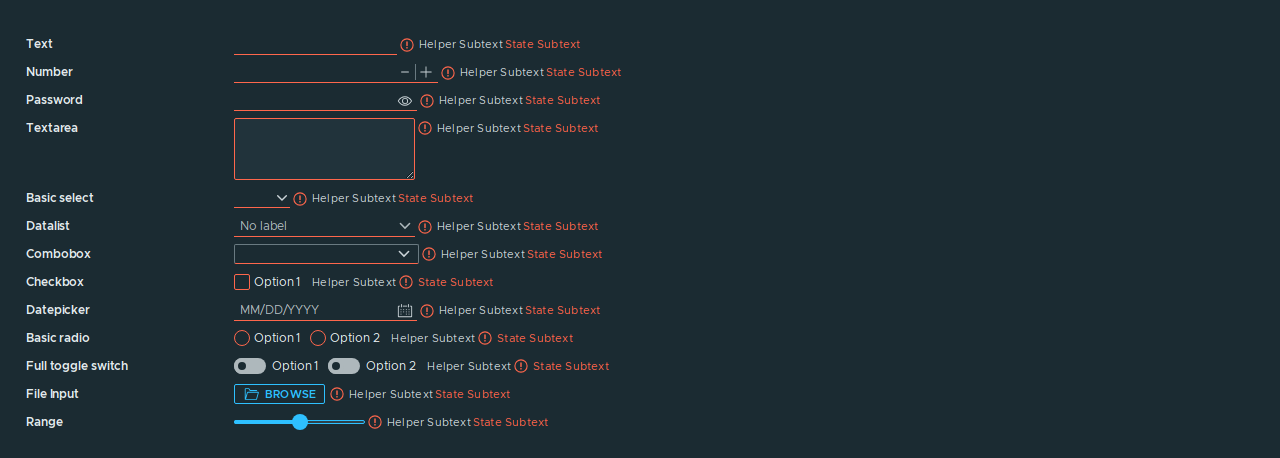 Text Helper Subtext State Subtext
Number Helper Subtext State Subtext
Password Helper Subtext State Subtext
Textarea Helper Subtext State Subtext
Basic select Helper Subtext State Subtext
Datalist No label Helper Subtext State Subtext
Combobox Helper Subtext State Subtext
Checkbox Option 1 Helper Subtext State Subtext
Datepicker MM/DD/YYYY Helper Subtext State Subtext
Basic radio Option 1 Option 2 Helper Subtext State Subtext
Full toggle switch Option 1 Option 2 Helper Subtext State Subtext
File Input BROWSE Helper Subtext State Subtext
Range Helper Subtext State Subtext